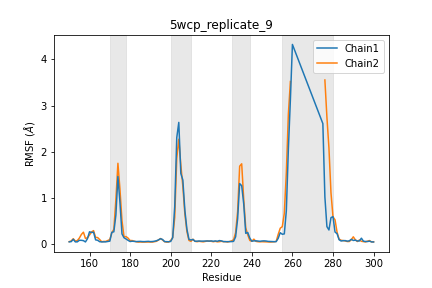 5wcp_replicate_9
Chain1
Chain2
RMSF (Å)
4
3
2
1
0
160 180 200 220 240 260 280 300
Residue